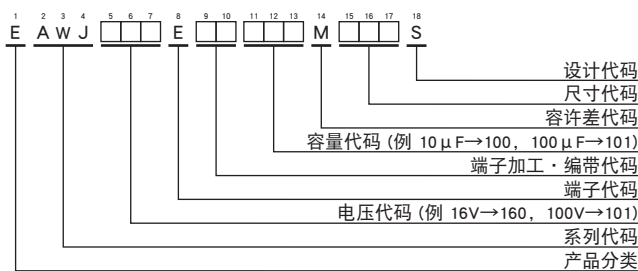 1 2 3 4 5 6 7 8 9 10 11 12 13 14 15 16 17 18
E A W J E M S
设计代码
尺寸代码
容许差代码
容量代码 (例 10μF→100，100μF→101)
端子加工・编带代码
端子代码
电压代码 (例 16V→160，100V→101)
系列代码
产品分类